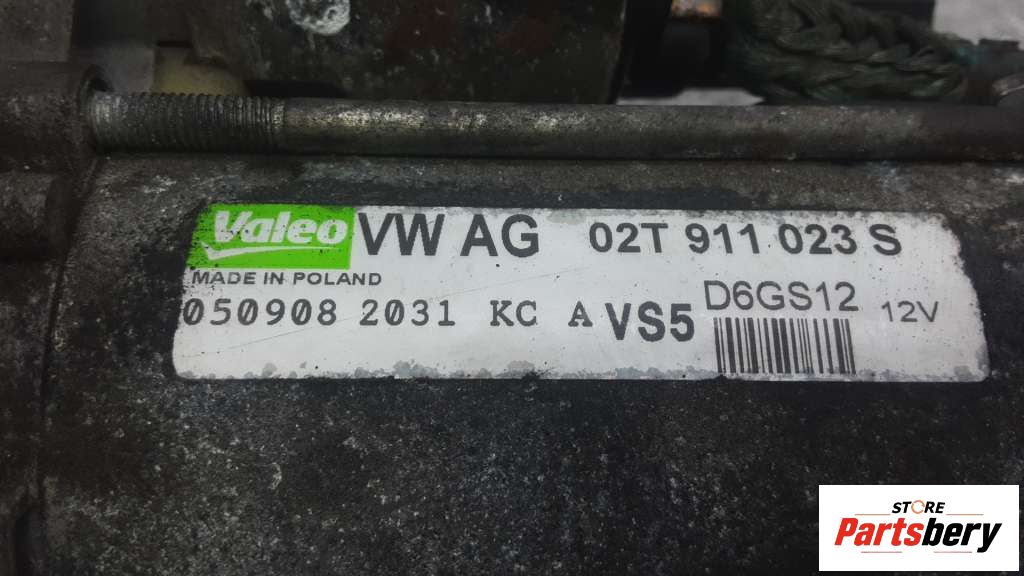 Valeo VW AG 02T 911 023 S
MADE IN POLAND
050908 2031 KC A VS5 D6GS12 12V
STORE
Partsbery